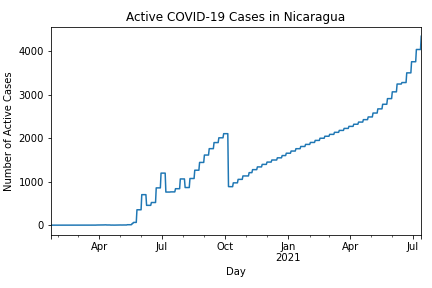 Active COVID-19 Cases in Nicaragua
Number of Active Cases
4000
3000
2000
1000
0
Apr
Jul
Oct
Jan
2021
Apr
Jul
Day